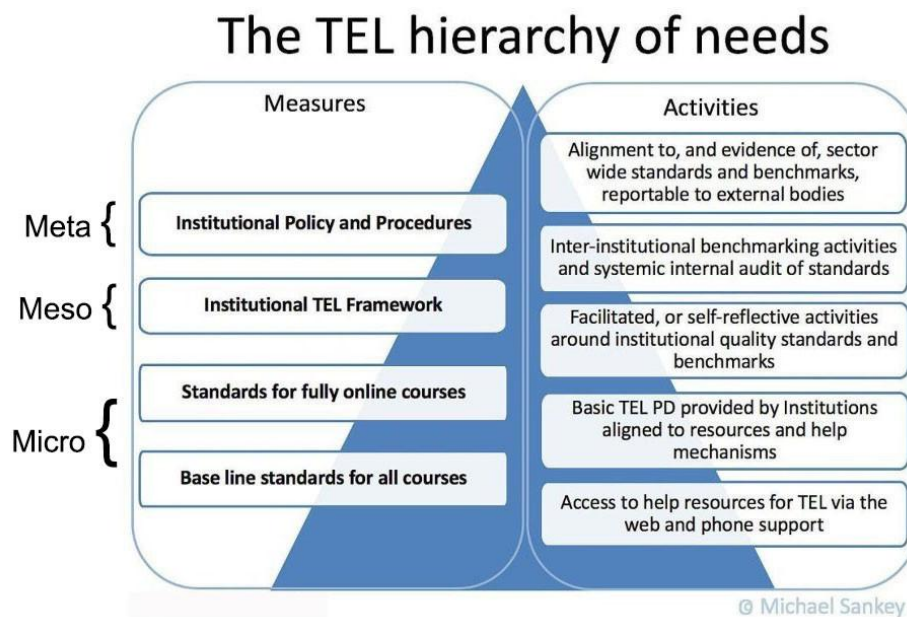 The TEL hierarchy of needs
Measures
Meta {
Institutional Policy and Procedures
Meso {
Institutional TEL Framework
Micro {
Standards for fully online courses
Base line standards for all courses
Activities
Alignment to, and evidence of, sector
wide standards and benchmarks,
reportable to external bodies
Inter-institutional benchmarking activities
and systemic internal audit of standards
Facilitated, or self-reflective activities
around institutional quality standards and
benchmarks
Basic TEL PD provided by Institutions
aligned to resources and help
mechanisms
Access to help resources for TEL via the
web and phone support
© Michael Sankey